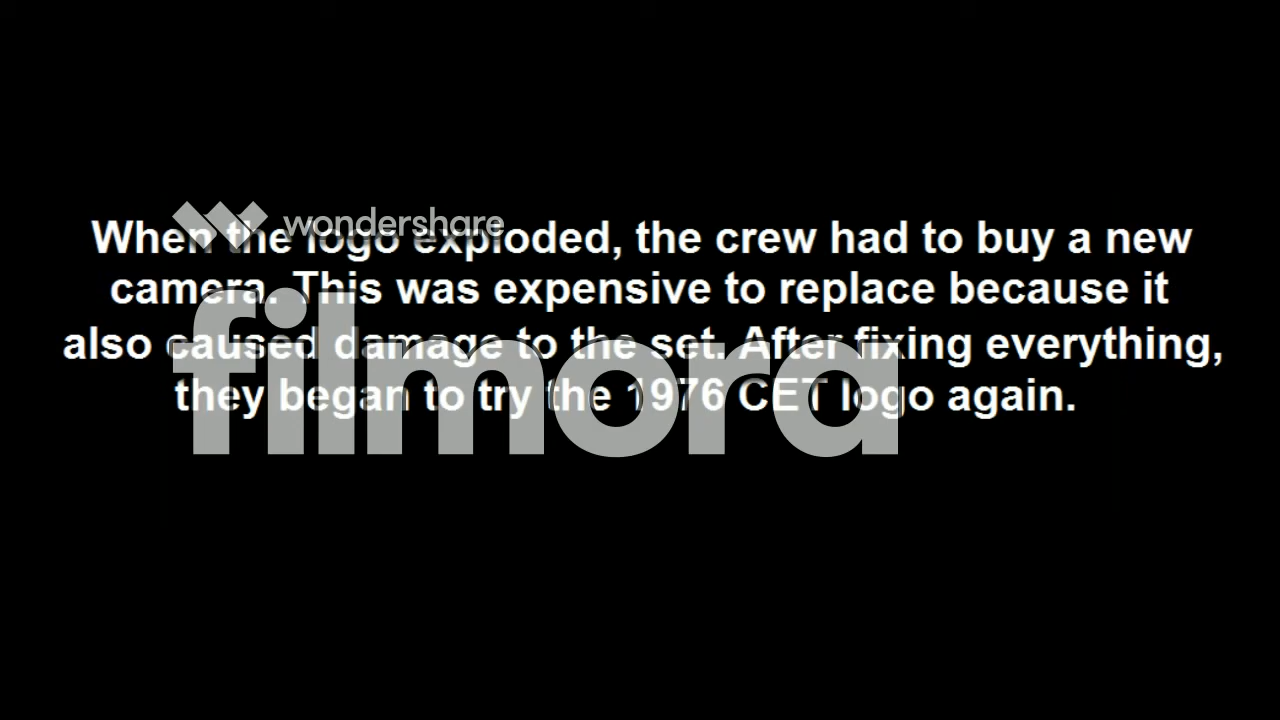 wondershare
When the logo exploded, the crew had to buy a new
camera. This was expensive to replace because it
filmora
also caused damage to the set. After fixing everything,
they began to try the 1976 CET logo again.